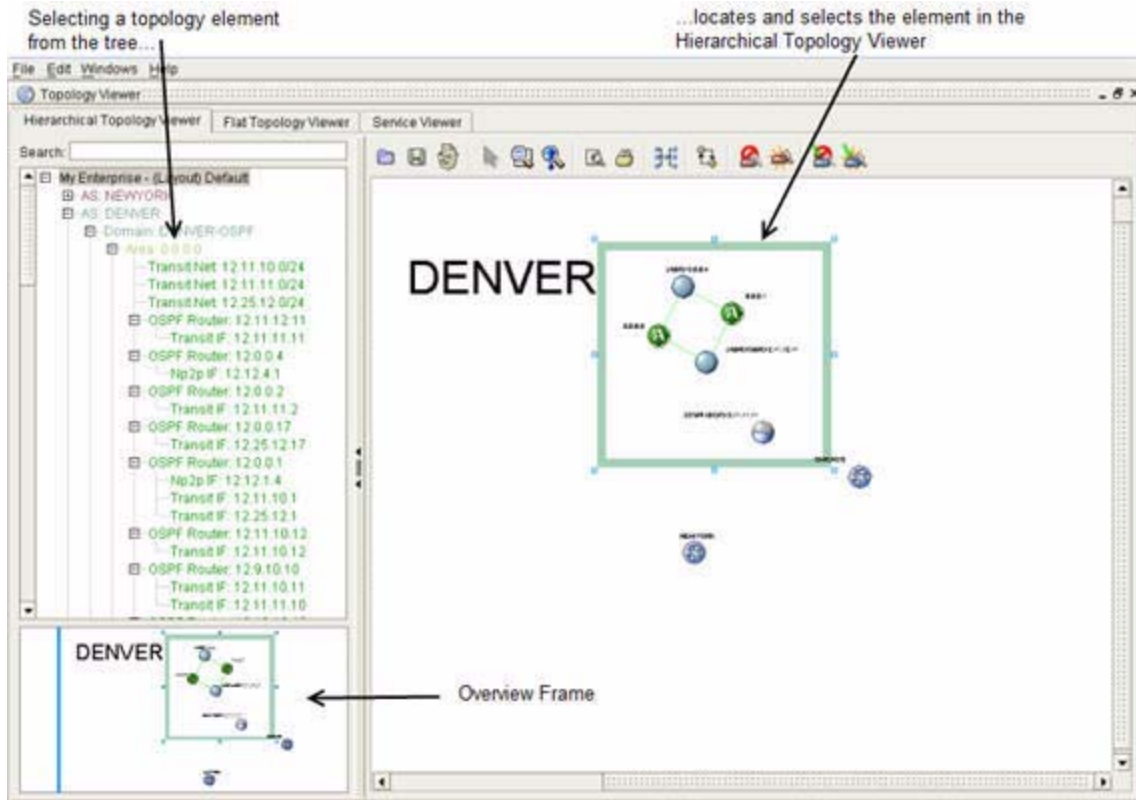 Selecting a topology element
from the tree...
...locates and selects the element in the
Hierarchical Topology Viewer
File Edit Windows Help
Topology Viewer
Hierarchical Topology Viewer
Flat Topology Viewer
Service Viewer
Search:
My Enterprise - (Layout) Default
AS: NEWYORK
AS: DENVER
Domain: DENVER-OSPF
Area: 0.0.0.0
Transit Net: 12.11.10.0/24
Transit Net: 12.11.11.0/24
Transit Net: 12.25.12.0/24
OSPF Router: 12.11.12.11
Transit IF: 12.11.11.11
OSPF Router: 12.0.0.4
Np2p IF: 12.12.4.1
OSPF Router: 12.0.0.2
Transit IF: 12.11.11.2
OSPF Router: 12.0.0.17
Transit IF: 12.25.12.17
OSPF Router: 12.0.0.1
Np2p IF: 12.12.1.4
Transit IF: 12.11.10.1
Transit IF: 12.25.12.1
OSPF Router: 12.11.10.12
Transit IF: 12.11.10.12
OSPF Router: 12.9.10.10
Transit IF: 12.11.10.11
Transit IF: 12.11.11.10
DENVER
NEWYORK
DENVER
Overview Frame